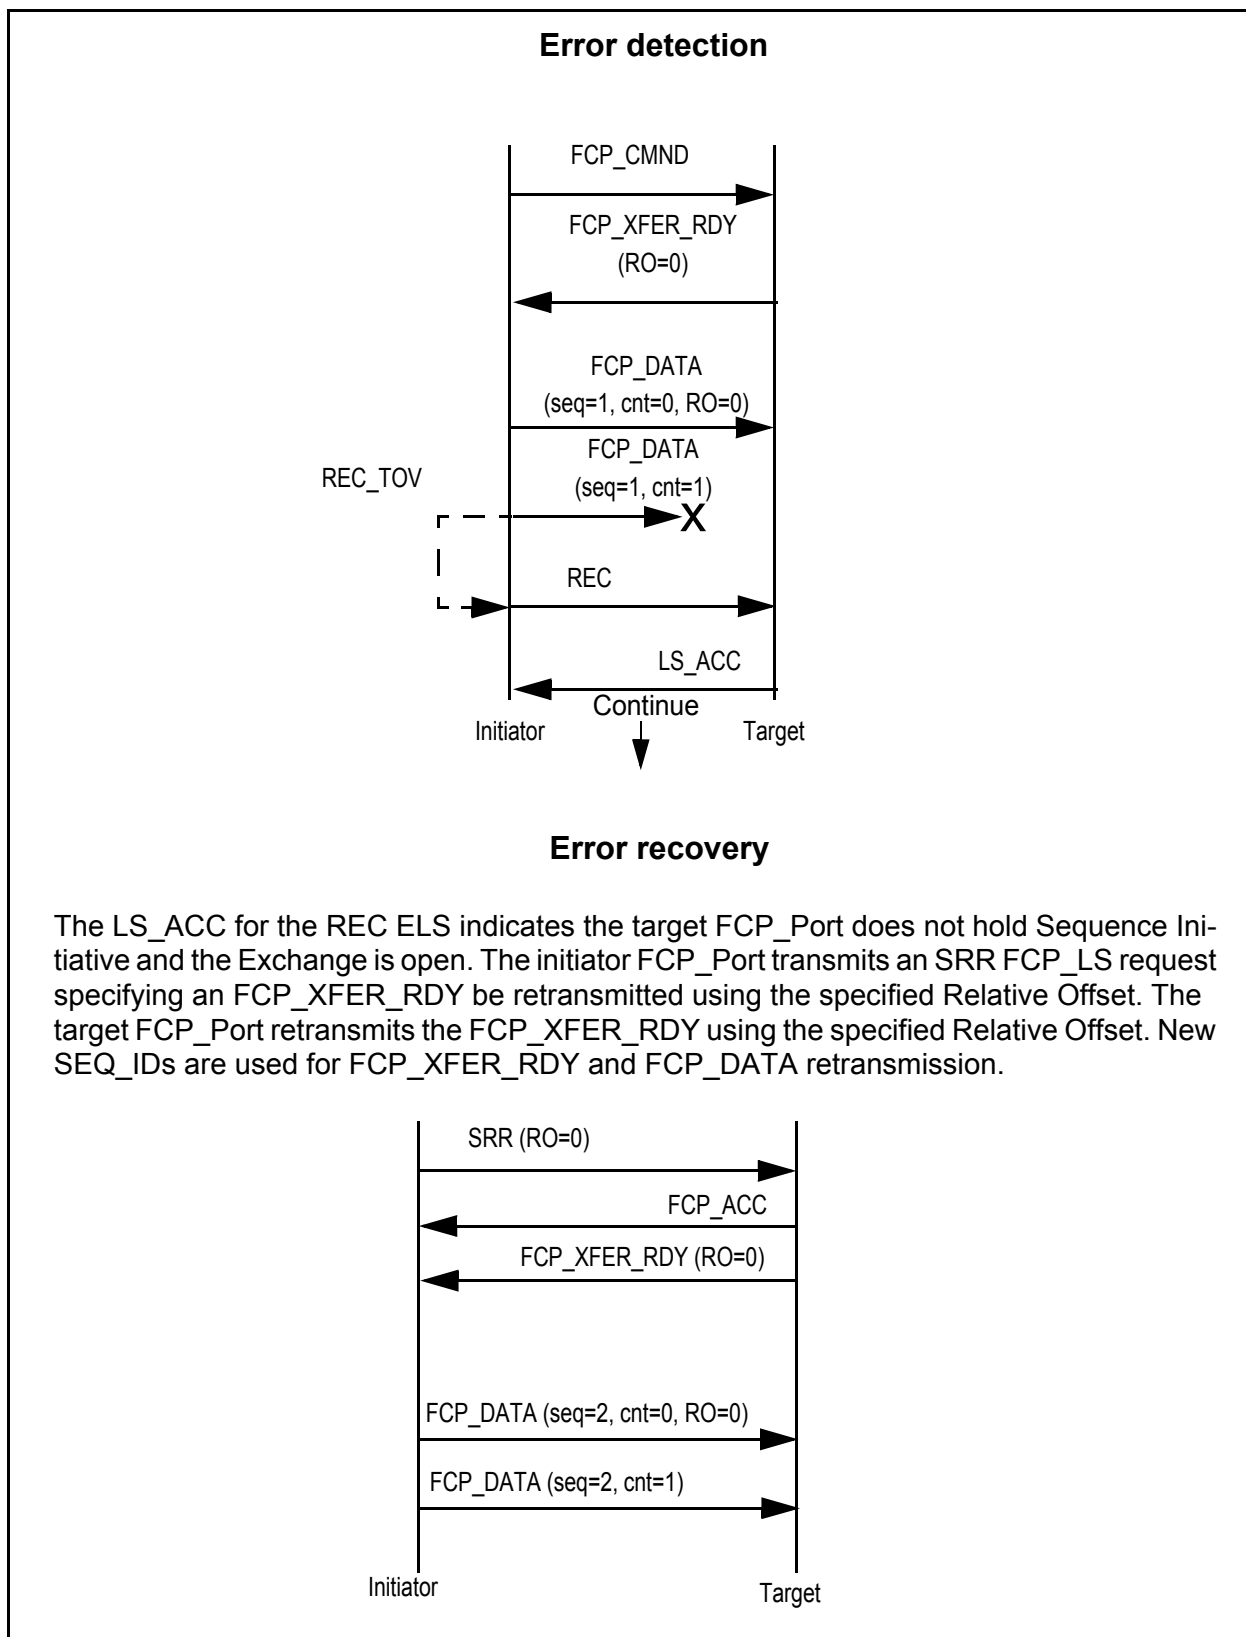 Error detection
FCP_CMND
FCP_XFER_RDY
(RO=0)
FCP_DATA
(seq=1, cnt=0, RO=0)
FCP_DATA
REC_TOV
(seq=1, cnt=1)
X
REC
LS_ACC
Continue
Initiator
Target
Error recovery
The LS_ACC for the REC ELS indicates the target FCP_Port does not hold Sequence Ini-
tiative and the Exchange is open. The initiator FCP_Port transmits an SRR FCP_LS request
specifying an FCP_XFER_RDY be retransmitted using the specified Relative Offset. The
target FCP_Port retransmits the FCP_XFER_RDY using the specified Relative Offset. New
SEQ_IDs are used for FCP_XFER_RDY and FCP_DATA retransmission.
SRR (RO=0)
FCP_ACC
FCP_XFER_RDY (RO=0)
FCP_DATA (seq=2, cnt=0, RO=0)
FCP_DATA (seq=2, cnt=1)
Initiator
Target